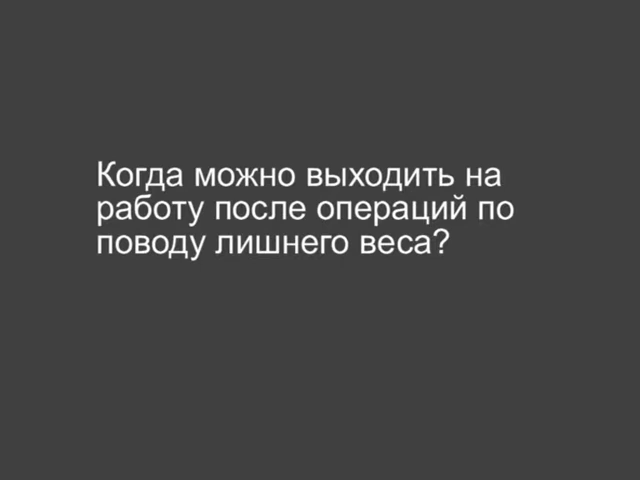 Когда можно выходить на
работу после операций по
поводу лишнего веса?